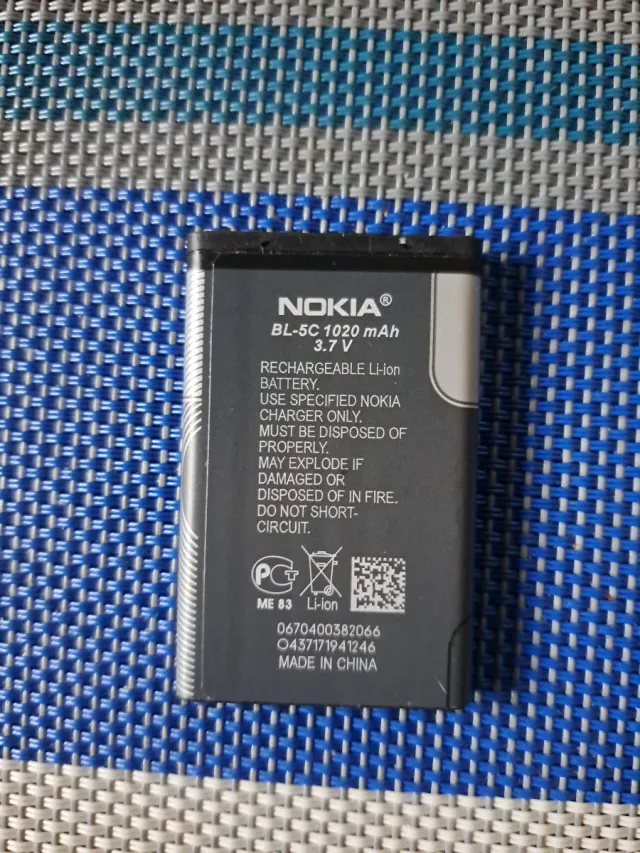 NOKIA®
BL-5C 1020 mAh
3.7 V
RECHARGEABLE Li-ion
BATTERY.
USE SPECIFIED NOKIA
CHARGER ONLY.
MUST BE DISPOSED OF
PROPERLY.
MAY EXPLODE IF
DAMAGED OR
DISPOSED OF IN FIRE.
DO NOT SHORT-
CIRCUIT.
РСТ
ME 83 Li-ion
0670400382066
O437171941246
MADE IN CHINA